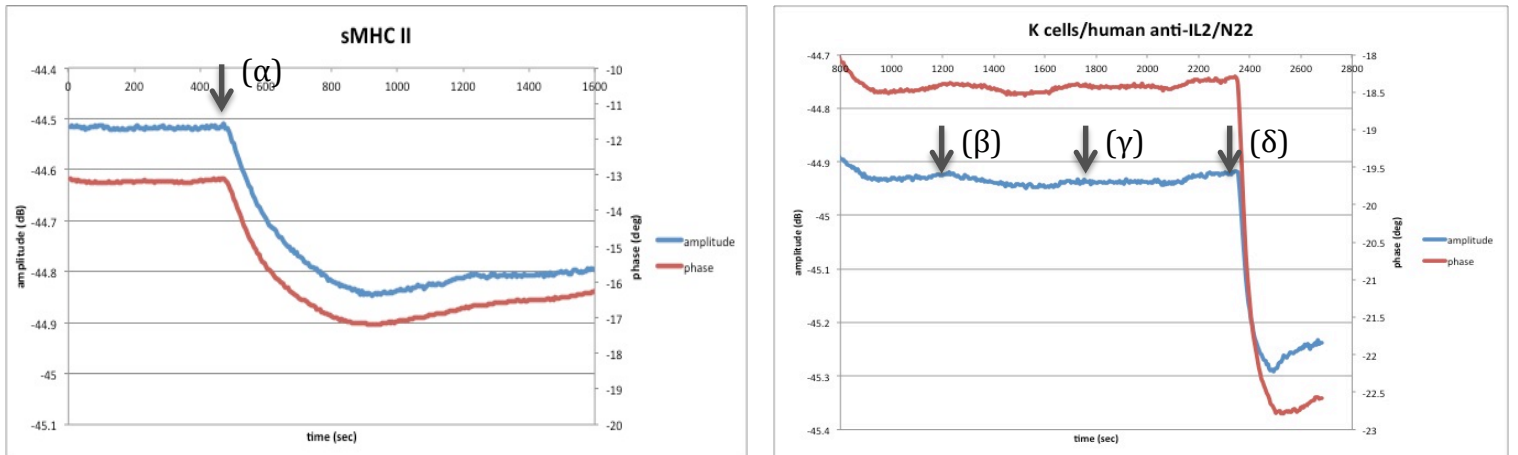 sMHC II
-44.4
-44.5
-44.6
-44.7
-44.8
-44.9
-45
-45.1
0 200 400 600 800 1000 1200 1400 1600
(α)
-10
-11
-12
-13
-14
-15
-16
-17
-18
-19
-20
amplitude (dB)
phase (deg)
time (sec)
amplitude
phase
K cells/human anti-IL2/N22
-44.7
-44.8
-44.9
-45
-45.1
-45.2
-45.3
-45.4
800 1000 1200 1400 1600 1800 2000 2200 2400 2600 2800
(β) (γ) (δ)
-18
-18.5
-19
-19.5
-20
-20.5
-21
-21.5
-22
-22.5
-23
amplitude (dB)
phase (deg)
time (sec)
amplitude
phase